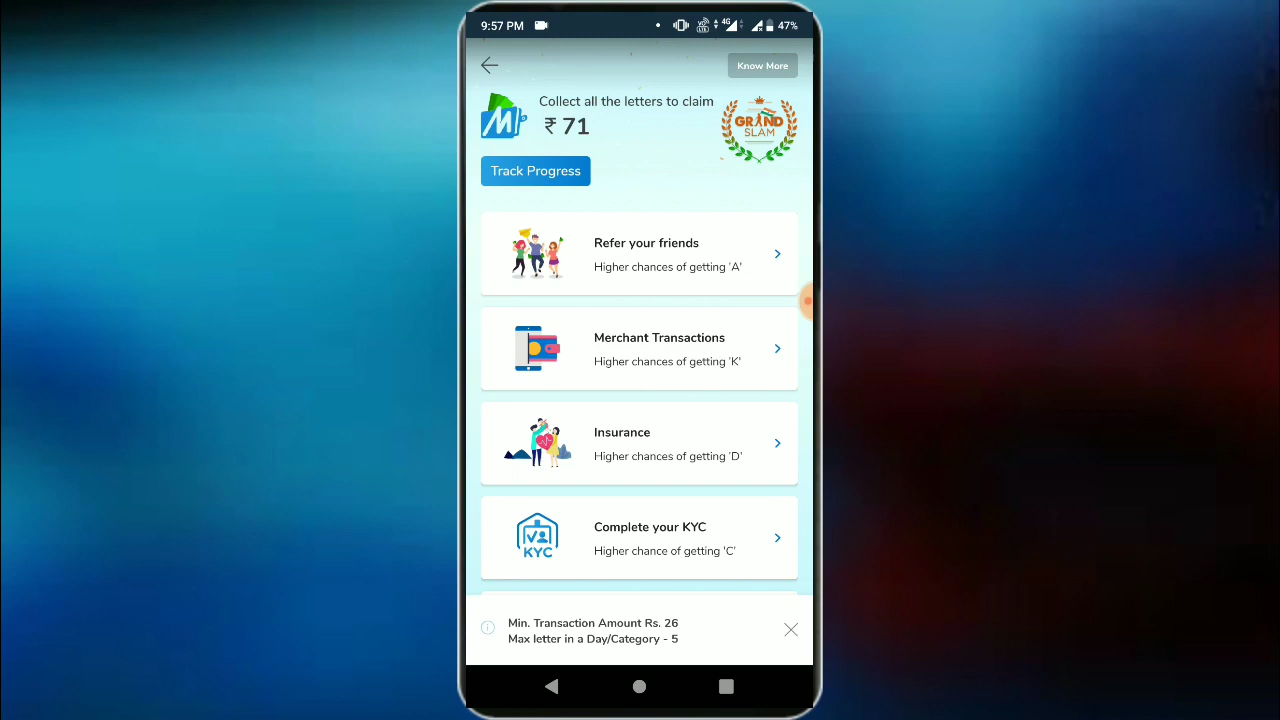 9:57 PM
4G
47%
Know More
Collect all the letters to claim
₹ 71
GRAND
SLAM
Track Progress
Refer your friends
Higher chances of getting 'A'
Merchant Transactions
Higher chances of getting 'K'
Insurance
Higher chances of getting 'D'
KYC
Complete your KYC
Higher chance of getting 'C'
Min. Transaction Amount Rs. 26
Max letter in a Day/Category - 5